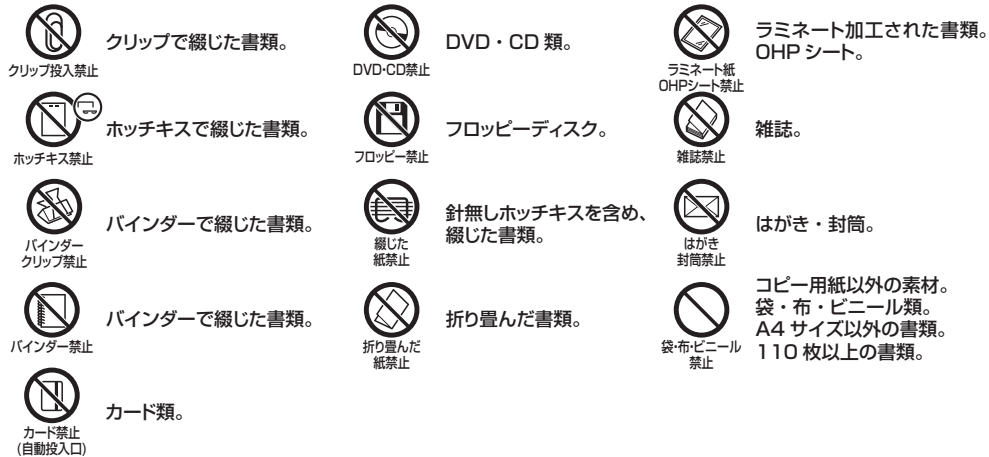 クリップ投入禁止
クリップで綴じた書類。
ホッチキス禁止
ホッチキスで綴じた書類。
バインダー
クリップ禁止
バインダーで綴じた書類。
バインダー禁止
バインダーで綴じた書類。
カード禁止
(自動投入口)
カード類。
DVD・CD禁止
DVD・CD 類。
フロッピー禁止
フロッピーディスク。
綴じた
紙禁止
針無しホッチキスを含め、
綴じた書類。
折り畳んだ
紙禁止
折り畳んだ書類。
ラミネート紙
OHPシート禁止
ラミネート加工された書類。
OHP シート。
雑誌禁止
雑誌。
はがき
封筒禁止
はがき・封筒。
袋・布・ビニール
禁止
コピー用紙以外の素材。
袋・布・ビニール類。
A4 サイズ以外の書類。
110 枚以上の書類。